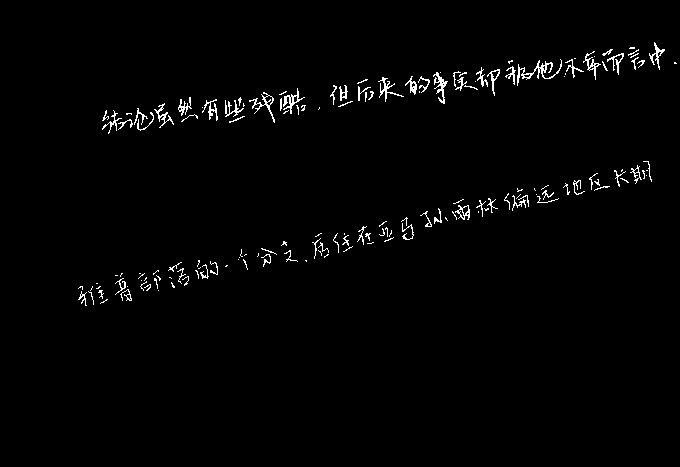 结论虽然有些残酷,但后来的事实却被他不幸而言中.
雅普部落的一个分支,居住在亚马孙雨林偏远地区长期